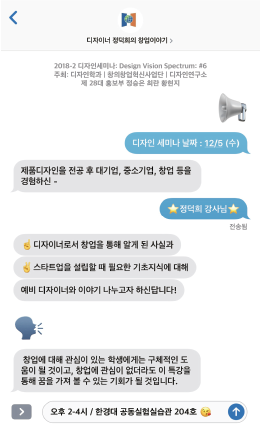 디자이너 정덕희의 창업이야기 >
2018-2 디자인세미나: Design Vision Spectrum: #6
주최: 디자인학과 | 창의창업혁신사업단 | 디자인연구소
제 28대 홍보부 정승은 최란 황현지
디자인 세미나 날짜 : 12/5 (수)
제품디자인을 전공 후 대기업, 중소기업, 창업 등을
경험하신 -
⭐정덕희 강사님⭐
전송됨
☝디자이너로서 창업을 통해 알게 된 사실과
☝스타트업을 설립할 때 필요한 기초지식에 대해
예비 디자이너와 이야기 나누고자 하신답니다!
창업에 대해 관심이 있는 학생에게는 구체적인 도
움이 될 것이고, 창업에 관심이 없더라도 이 특강을
통해 꿈을 가져 볼 수 있는 기회가 될 것입니다.
오후 2-4시 / 한경대 공동실험실습관 204호 😘